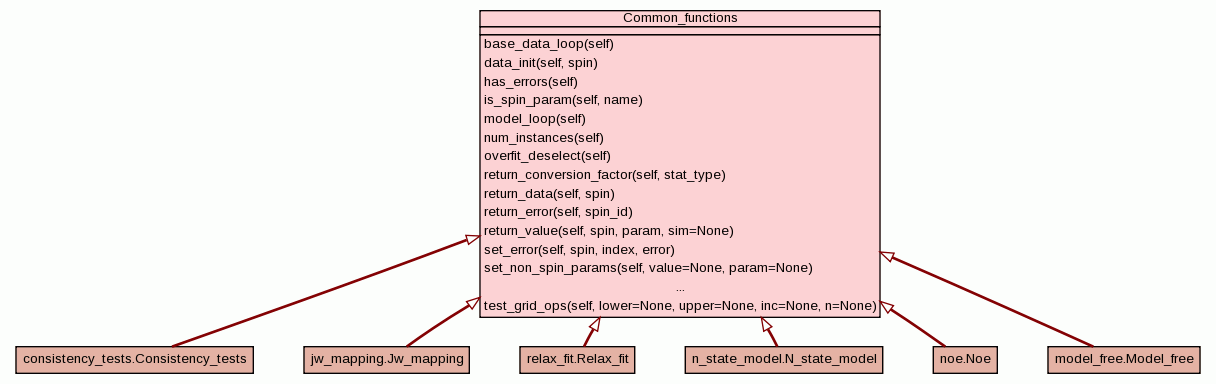 Common_functions
base_data_loop(self)
data_init(self, spin)
has_errors(self)
is_spin_param(self, name)
model_loop(self)
num_instances(self)
overfit_deselect(self)
return_conversion_factor(self, stat_type)
return_data(self, spin)
return_error(self, spin_id)
return_value(self, spin, param, sim=None)
set_error(self, spin, index, error)
set_non_spin_params(self, value=None, param=None)
...
test_grid_ops(self, lower=None, upper=None, inc=None, n=None)
consistency_tests.Consistency_tests
jw_mapping.Jw_mapping
relax_fit.Relax_fit
n_state_model.N_state_model
noe.Noe
model_free.Model_free